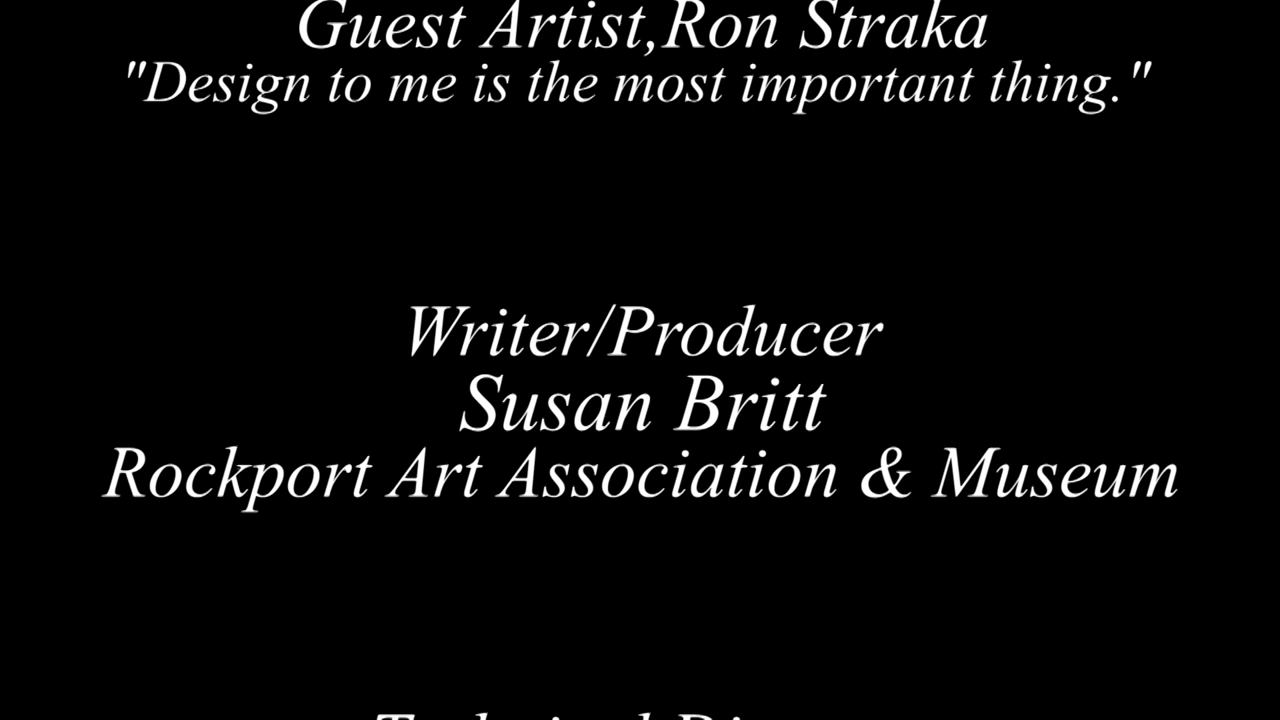 Guest Artist,Ron Straka
"Design to me is the most important thing."
Writer/Producer
Susan Britt
Rockport Art Association & Museum